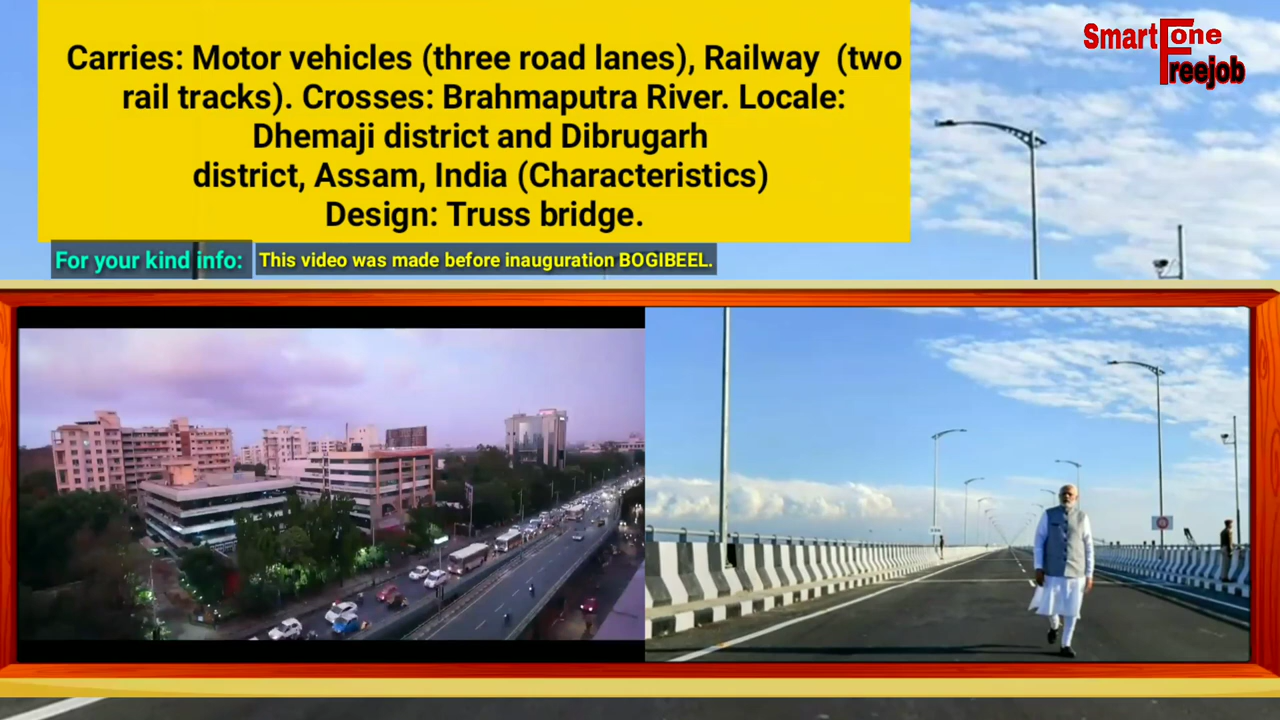 Smart Fone
Freejob
Carries: Motor vehicles (three road lanes), Railway (two
rail tracks). Crosses: Brahmaputra River. Locale:
Dhemaji district and Dibrugarh
district, Assam, India (Characteristics)
Design: Truss bridge.
For your kind info: This video was made before inauguration BOGIBEEL.